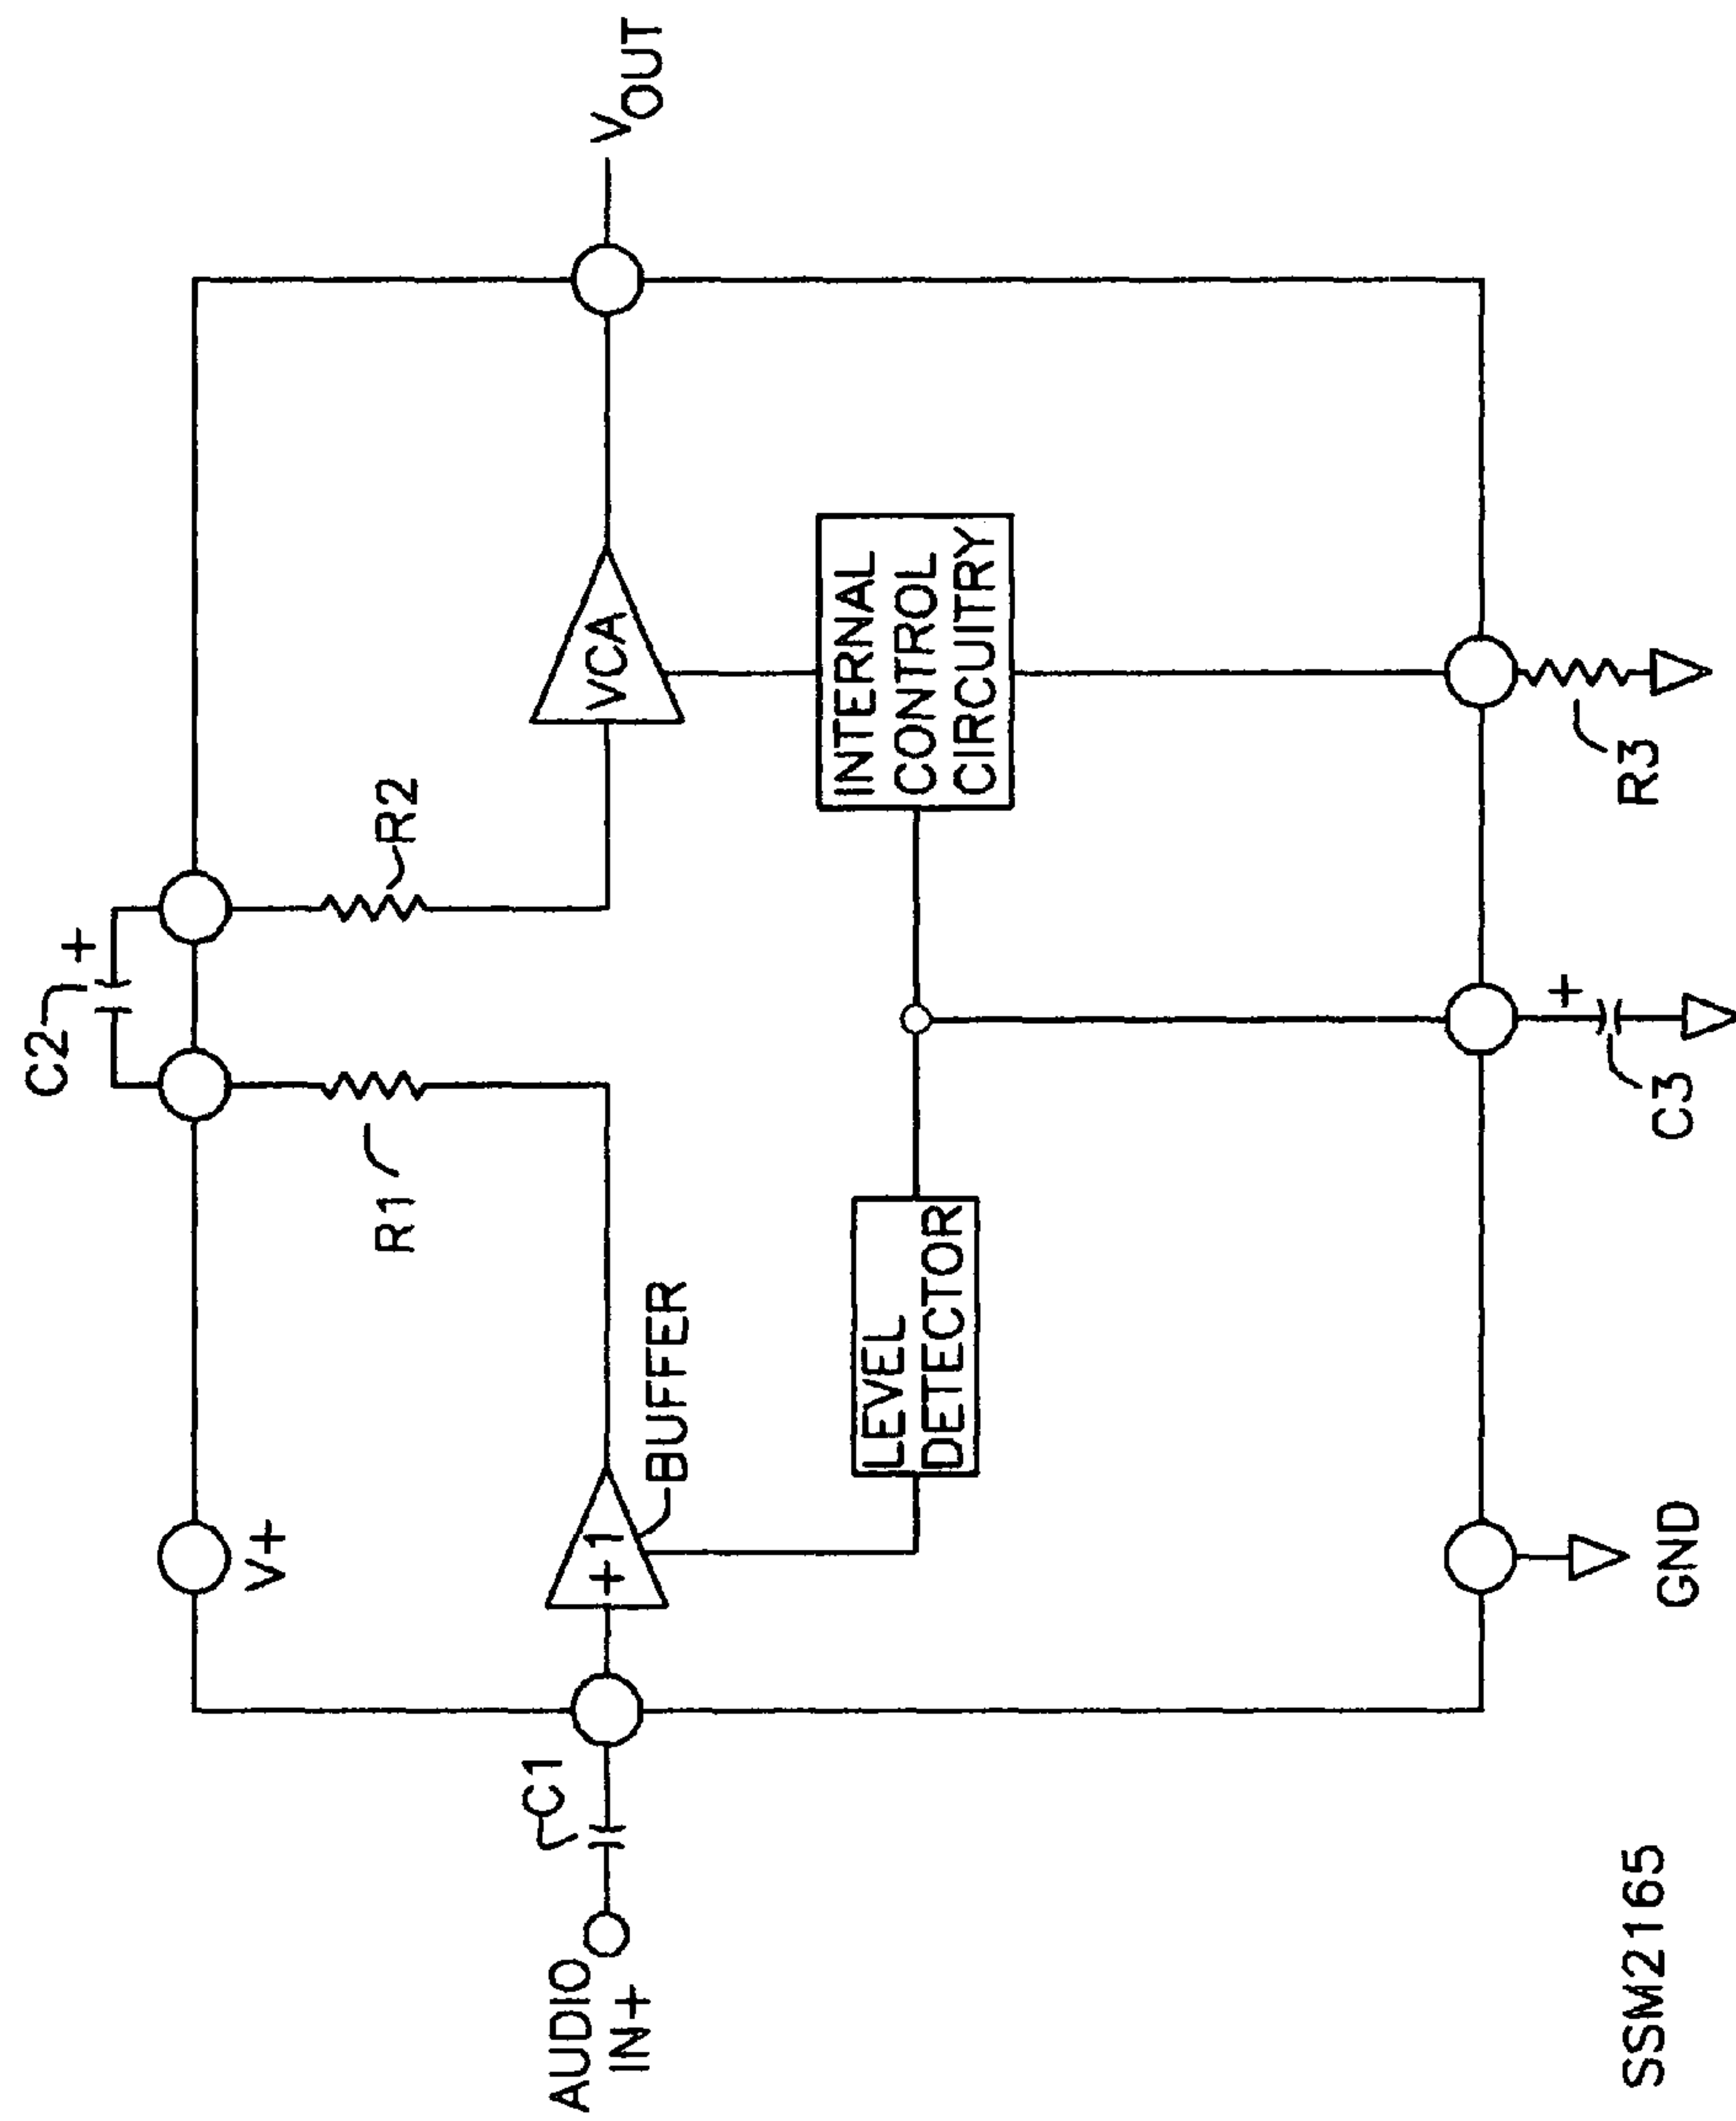 C2
+
V+
R1
R2
AUDIO
IN+
C1
+1
BUFFER
VCA
VOUT
LEVEL
DETECTOR
INTERNAL
CONTROL
CIRCUITRY
+
GND
C3
R3
SSM2165